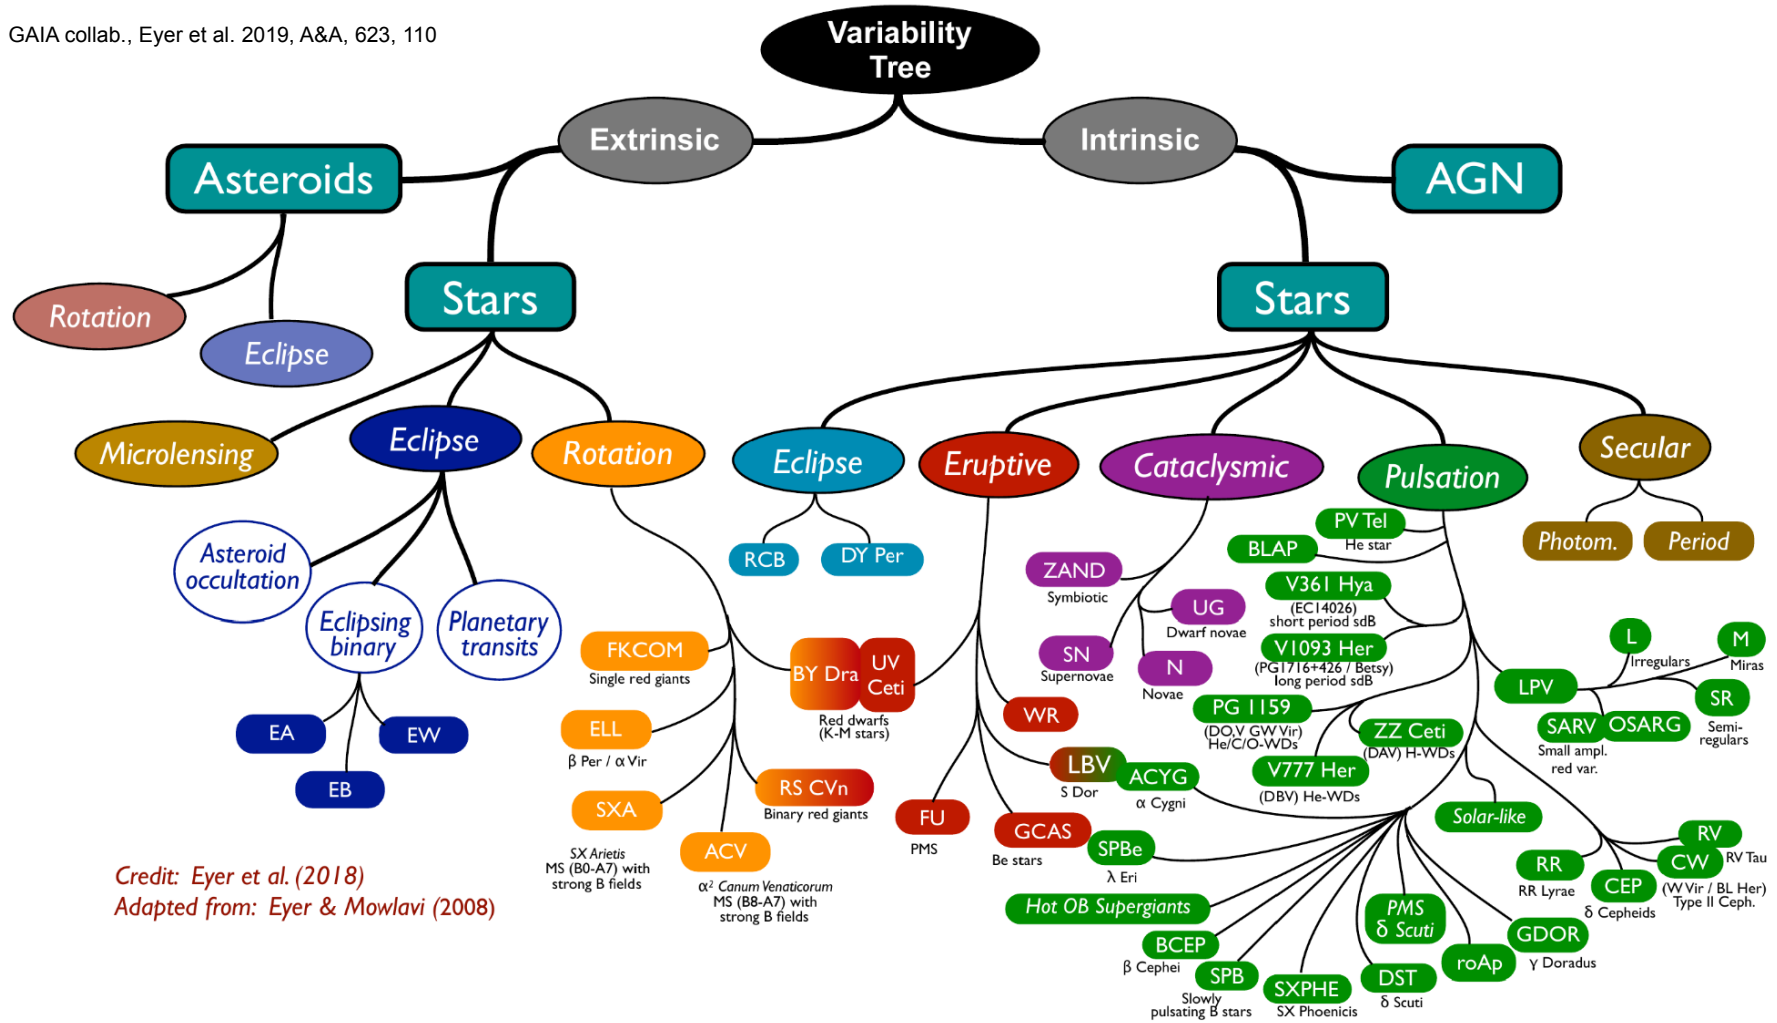 GAIA collab., Eyer et al. 2019, A&A, 623, 110
Variability
Tree
Extrinsic
Intrinsic
Asteroids
AGN
Rotation
Eclipse
Stars
Stars
Microlensing
Eclipse
Rotation
Eclipse
Eruptive
Cataclysmic
Pulsation
Secular
Asteroid
occultation
Eclipsing
binary
Planetary
transits
EA
EB
EW
FKCOM
Single red giants
ELL
β Per / α Vir
SXA
SX Arietis
MS (B0-A7) with
strong B fields
ACV
α² Canum Venaticorum
MS (B8-A7) with
strong B fields
RS CVn
Binary red giants
BY Dra
UV
Ceti
Red dwarfs
(K-M stars)
RCB
DY Per
WR
LBV
S Dor
FU
PMS
GCAS
Be stars
ZAND
Symbiotic
UG
Dwarf novae
SN
Supernovae
N
Novae
PV Tel
He star
BLAP
V361 Hya
(EC14026)
short period sdB
V1093 Her
(PG1716+426 / Betsy)
long period sdB
PG 1159
(DO,V GW Vir)
He/C/O-WDs
ZZ Ceti
(DAV) H-WDs
V777 Her
(DBV) He-WDs
ACYG
α Cygni
SPBe
λ Eri
Hot OB Supergiants
BCEP
β Cephei
SPB
Slowly
pulsating B stars
SXPHE
SX Phoenicis
PMS
δ Scuti
DST
δ Scuti
roAp
GDOR
γ Doradus
Solar-like
LPV
L
Irregulars
M
Miras
SR
Semi-
regulars
SARV
OSARG
Small ampl.
red var.
RR
RR Lyrae
CEP
δ Cepheids
RV
RV Tau
CW
(W Vir / BL Her)
Type II Ceph.
Photom.
Period
Credit: Eyer et al. (2018)
Adapted from: Eyer & Mowlavi (2008)